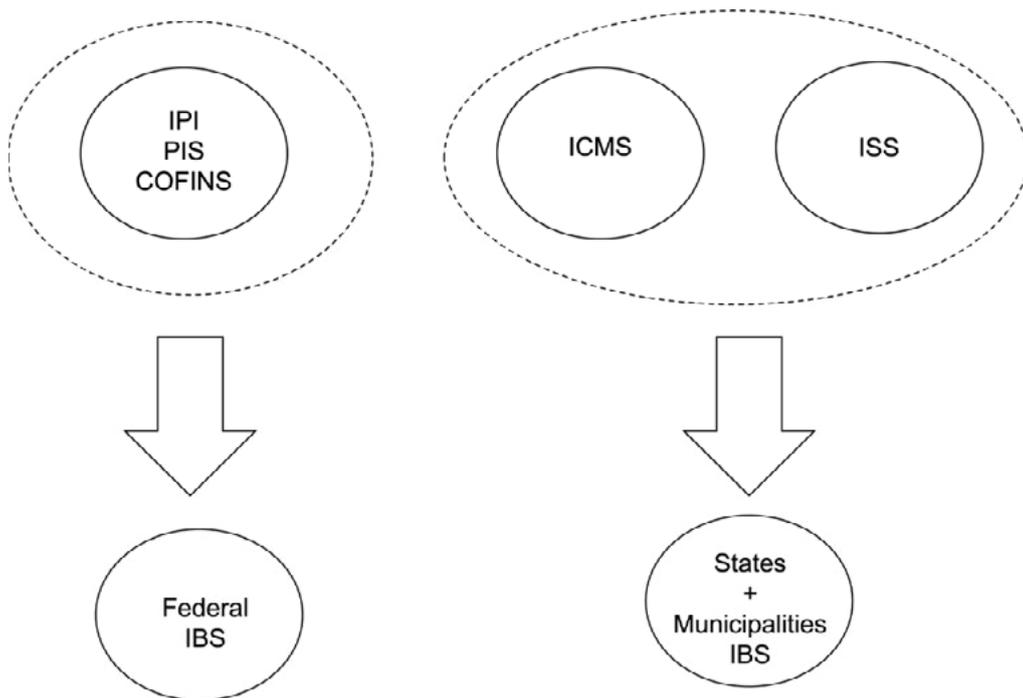 IPI
PIS
COFINS
ICMS
ISS
Federal
IBS
States
+
Municipalities
IBS